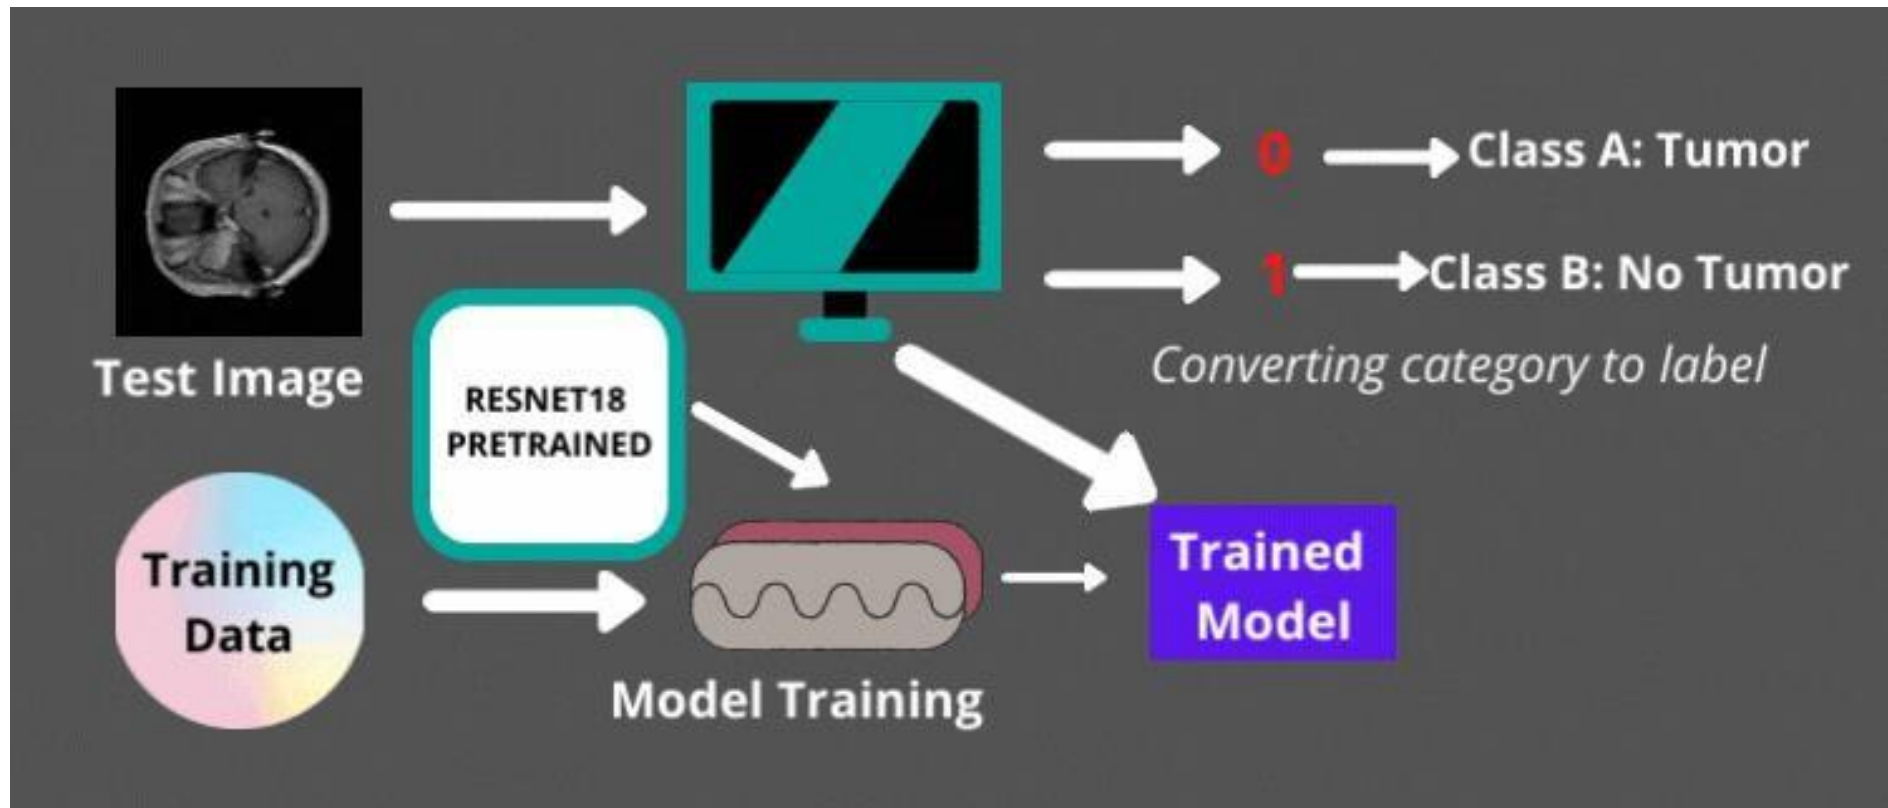 0
Class A: Tumor
1
Class B: No Tumor
Converting category to label
Test Image
RESNET18
PRETRAINED
Training
Data
Model Training
Trained
Model